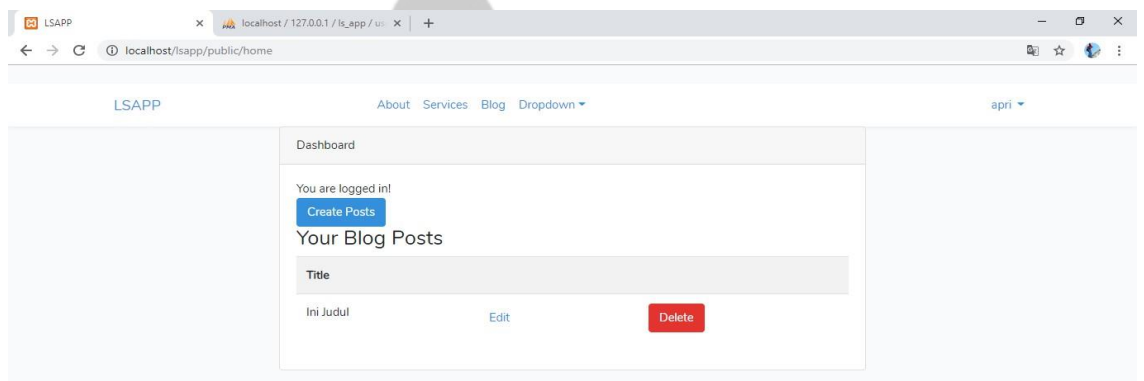 LSAPP
localhost / 127.0.0.1 / ls_app / us
localhost/lsapp/public/home
LSAPP About Services Blog Dropdown apri
Dashboard
You are logged in!
Create Posts
Your Blog Posts
Title
Ini Judul Edit Delete